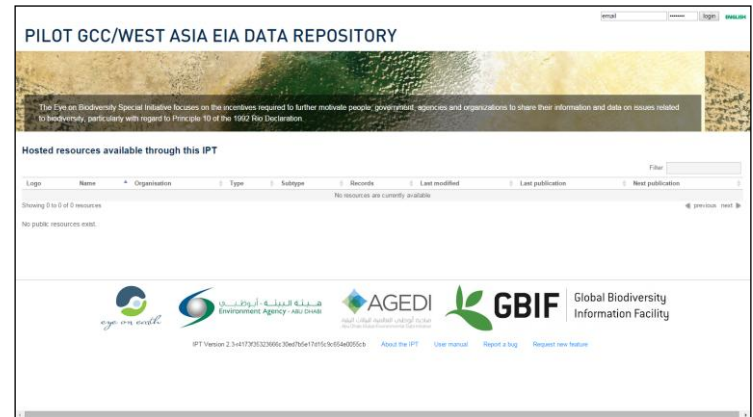 email ******** login ENGLISH
PILOT GCC/WEST ASIA EIA DATA REPOSITORY
The Eye on Biodiversity Special Initiative focuses on the incentives required to further motivate people, government, agencies and organizations to share their information and data on issues related
to biodiversity, particularly with regard to Principle 10 of the 1992 Rio Declaration.
Hosted resources available through this IPT
Filter:
Logo Name Organisation Type Subtype Records Last modified Last publication Next publication
No resources are currently available
Showing 0 to 0 of 0 resources
previous next
No public resources exist.
eye on earth
هيئة البيئة - أبوظبي
Environment Agency - ABU DHABI
AGEDI
Abu Dhabi Global Environmental Data Initiative
GBIF
Global Biodiversity
Information Facility
About the IPT User manual Report a bug Request new feature